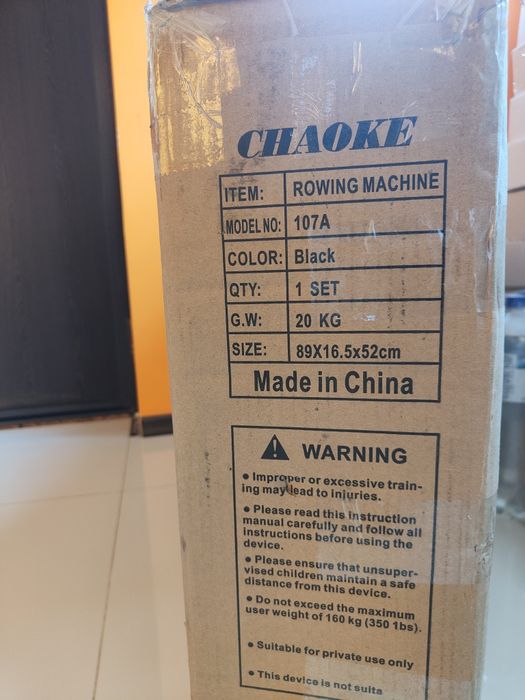 CHAOKE
ITEM: ROWING MACHINE
MODEL NO: 107A
COLOR: Black
QTY: 1 SET
G.W: 20 KG
SIZE: 89X16.5x52cm
Made in China
WARNING
• Improper or excessive train-
ing may lead to injuries.
• Please read this instruction
manual carefully and follow all
instructions before using the
device.
• Please ensure that unsuper-
vised children maintain a safe
distance from this device.
• Do not exceed the maximum
user weight of 160 kg (350 1bs).
• Suitable for private use only
• This device is not suita